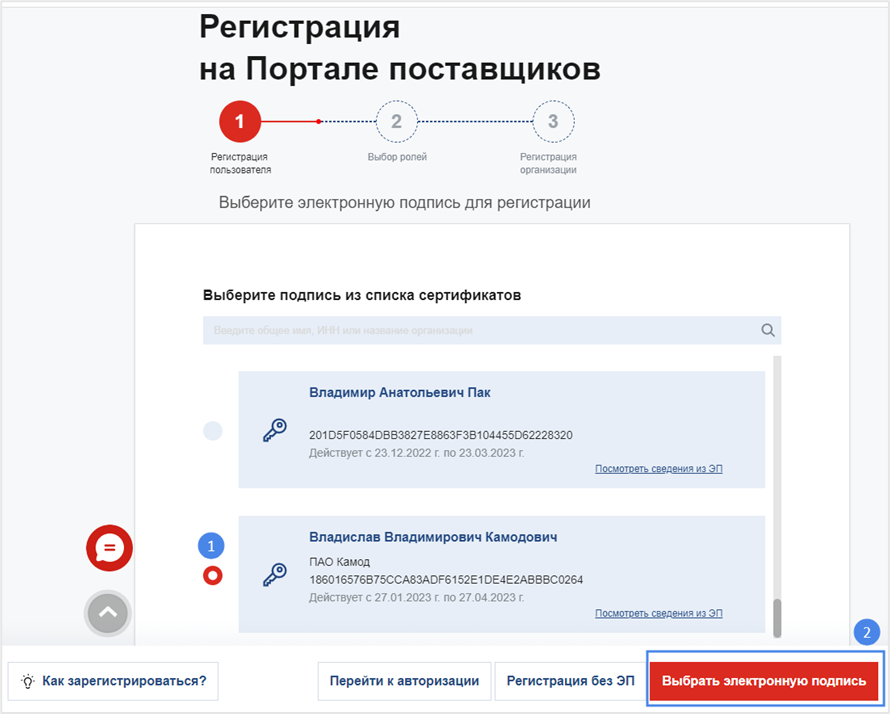 Регистрация
на Портале поставщиков
1
2
3
Регистрация
пользователя
Выбор ролей
Регистрация
организации
Выберите электронную подпись для регистрации
Выберите подпись из списка сертификатов
Введите общее имя, ИНН или название организации
Владимир Анатольевич Пак
201D5F0584DBB3827E8863F3B104455D62228320
Действует с 23.12.2022 г. по 23.03.2023 г.
Посмотреть сведения из ЭП
1
Владислав Владимирович Камодович
ПАО Камод
186016576B75CCA83ADF6152E1DE4E2ABBBC0264
Действует с 27.01.2023 г. по 27.04.2023 г.
Посмотреть сведения из ЭП
2
Как зарегистрироваться?
Перейти к авторизации
Регистрация без ЭП
Выбрать электронную подпись